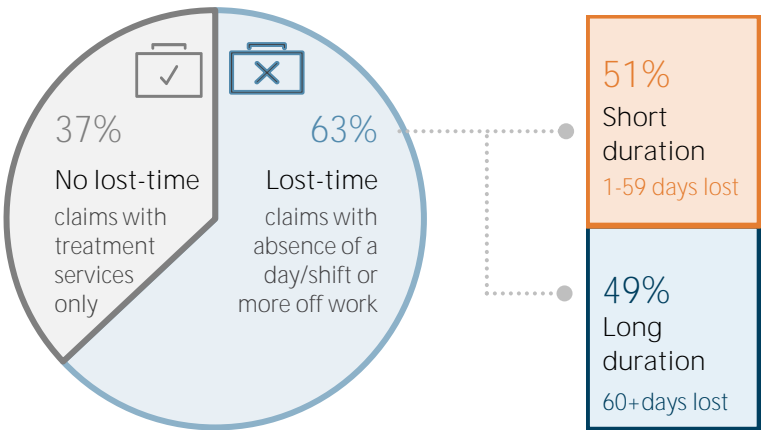 37%
No lost-time
claims with
treatment
services
only
63%
Lost-time
claims with
absence of a
day/shift or
more off work
51%
Short
duration
1-59 days lost
49%
Long
duration
60+days lost